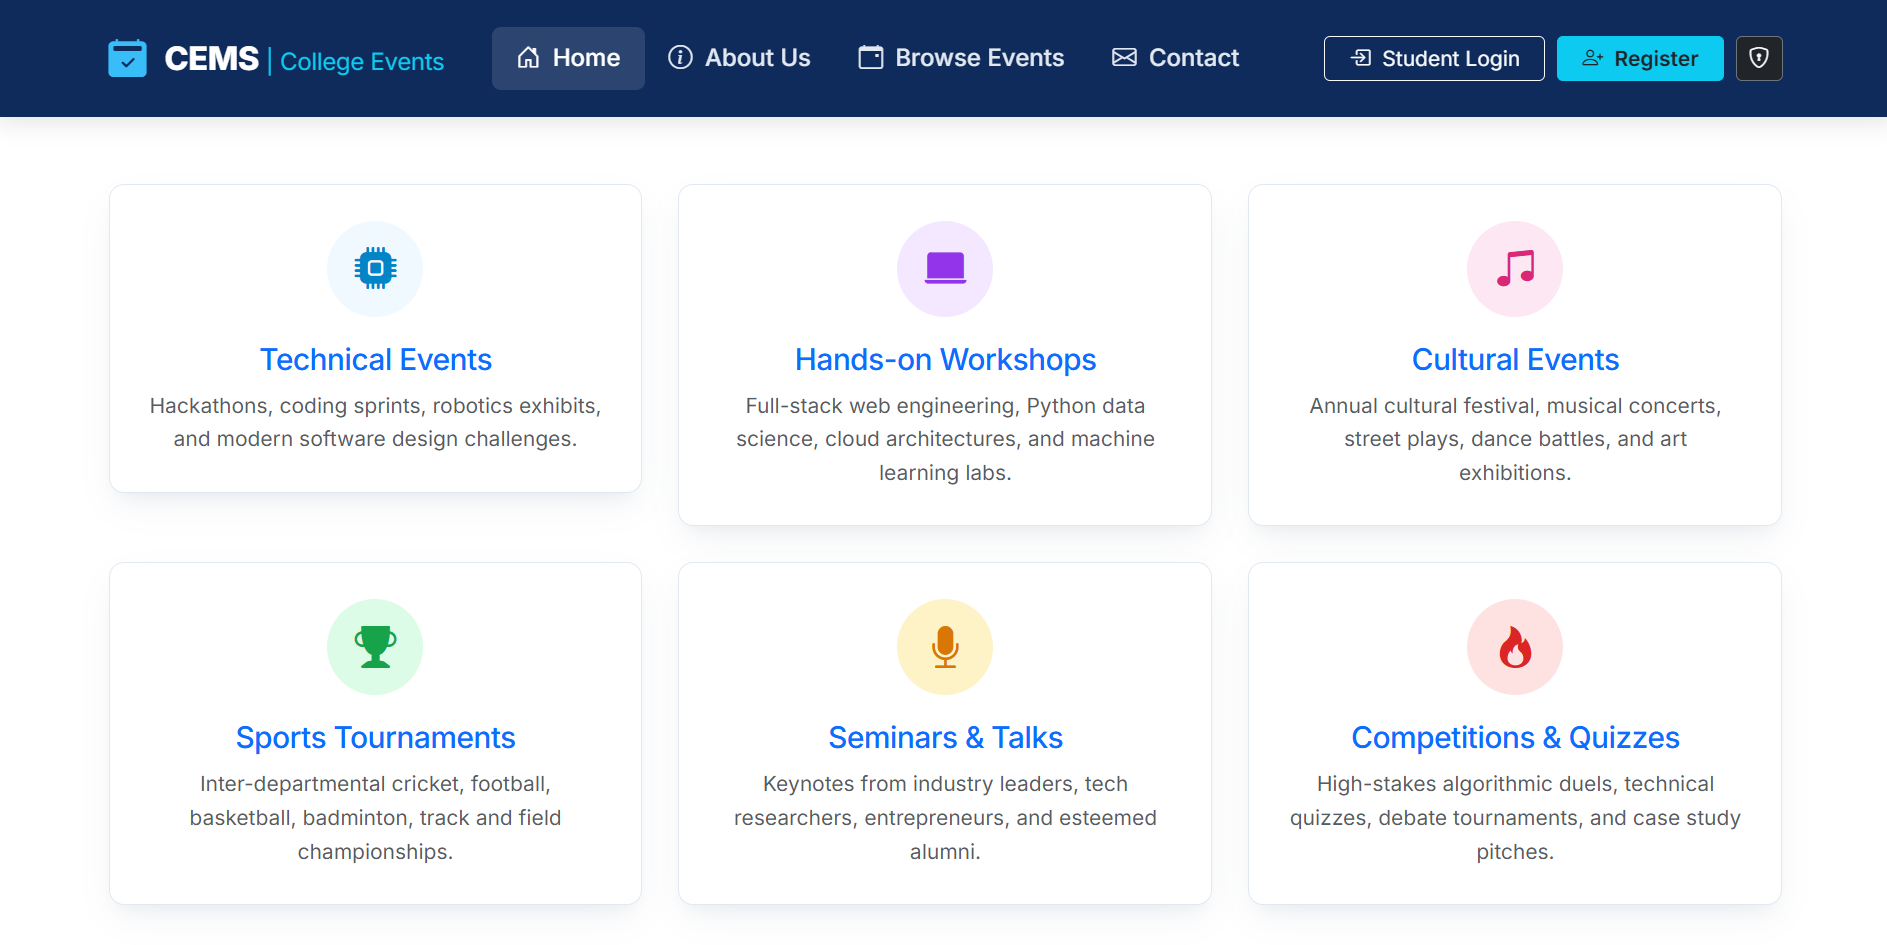 CEMS | College Events
Home
About Us
Browse Events
Contact
Student Login
Register
Technical Events
Hackathons, coding sprints, robotics exhibits,
and modern software design challenges.
Hands-on Workshops
Full-stack web engineering, Python data
science, cloud architectures, and machine
learning labs.
Cultural Events
Annual cultural festival, musical concerts,
street plays, dance battles, and art
exhibitions.
Sports Tournaments
Inter-departmental cricket, football,
basketball, badminton, track and field
championships.
Seminars & Talks
Keynotes from industry leaders, tech
researchers, entrepreneurs, and esteemed
alumni.
Competitions & Quizzes
High-stakes algorithmic duels, technical
quizzes, debate tournaments, and case study
pitches.